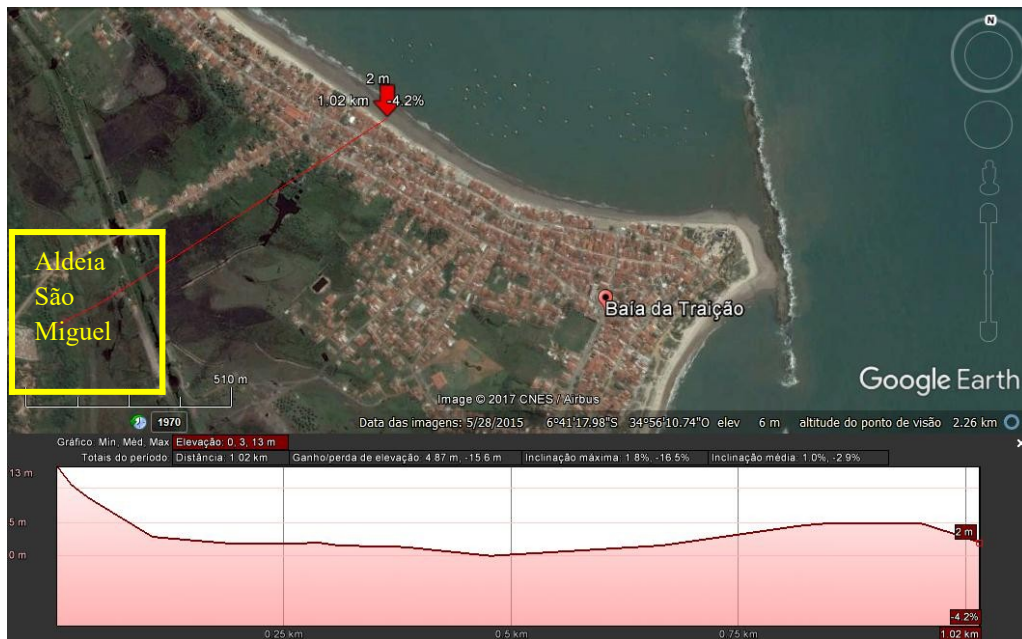 N
2 m
1.02 km -4.2%
Aldeia
São
Miguel
Baía da Traição
510 m
Google Earth
Image © 2017 CNES / Airbus
1970
Data das imagens: 5/28/2015 6°41'17.98"S 34°56'10.74"O elev 6 m altitude do ponto de visão 2.26 km
Gráfico: Min, Méd, Max Elevação: 0, 3, 13 m
Totais do período: Distância: 1.02 km Ganho/perda de elevação: 4.87 m, -15.6 m Inclinação máxima: 1.8%, -16.5% Inclinação média: 1.0%, -2.9%
13 m
5 m
2 m
0 m
-4.2%
0.25 km 0.5 km 0.75 km 1.02 km